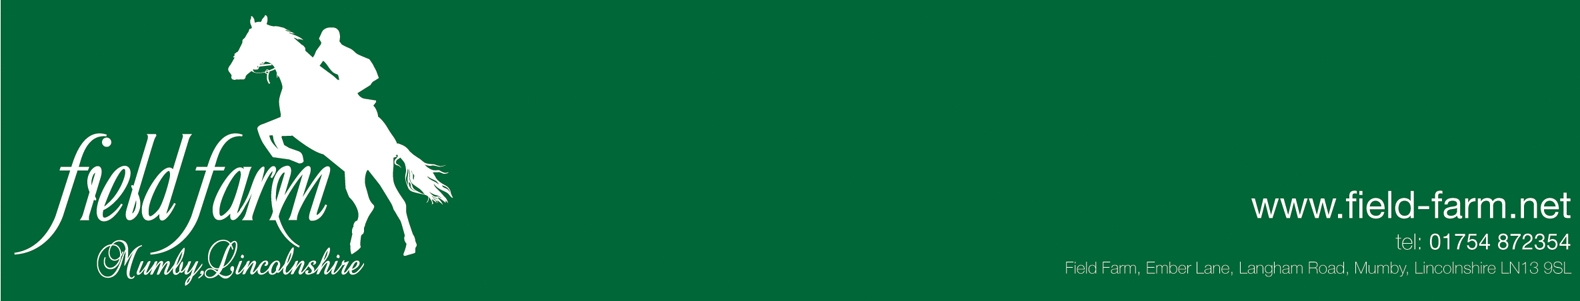 field farm
Mumby, Lincolnshire
www.field-farm.net
tel: 01754 872354
Field Farm, Ember Lane, Langham Road, Mumby, Lincolnshire LN13 9SL